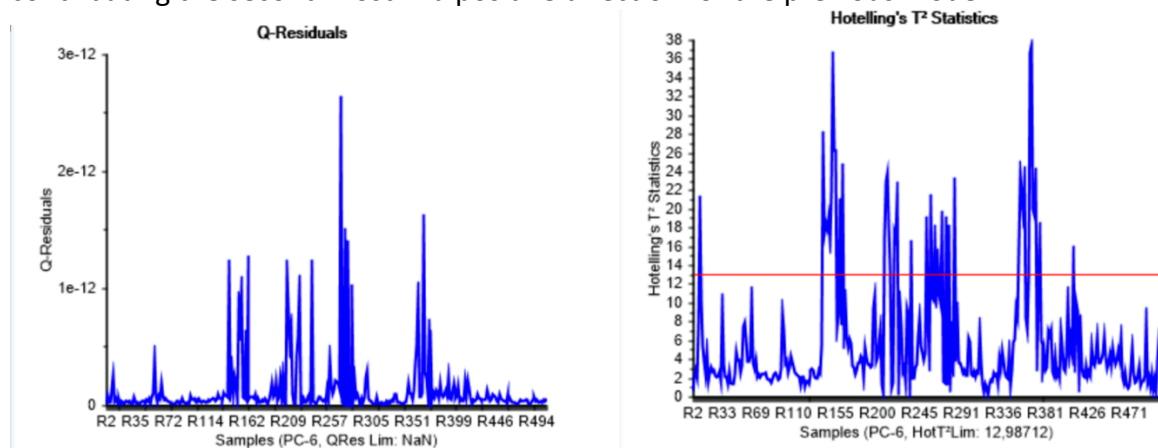 Q-Residuals
3e-12
2e-12
1e-12
0
Q-Residuals
R2 R35 R72 R114 R162 R209 R257 R305 R351 R399 R446 R494
Samples (PC-6, QRes Lim: NaN)
Hotelling's T² Statistics
38
36
34
32
30
28
26
24
22
20
18
16
14
12
10
8
6
4
2
0
Hotelling's T² Statistics
R2 R33 R69 R110 R155 R200 R245 R291 R336 R381 R426 R471
Samples (PC-6, HotT²Lim: 12,98712)